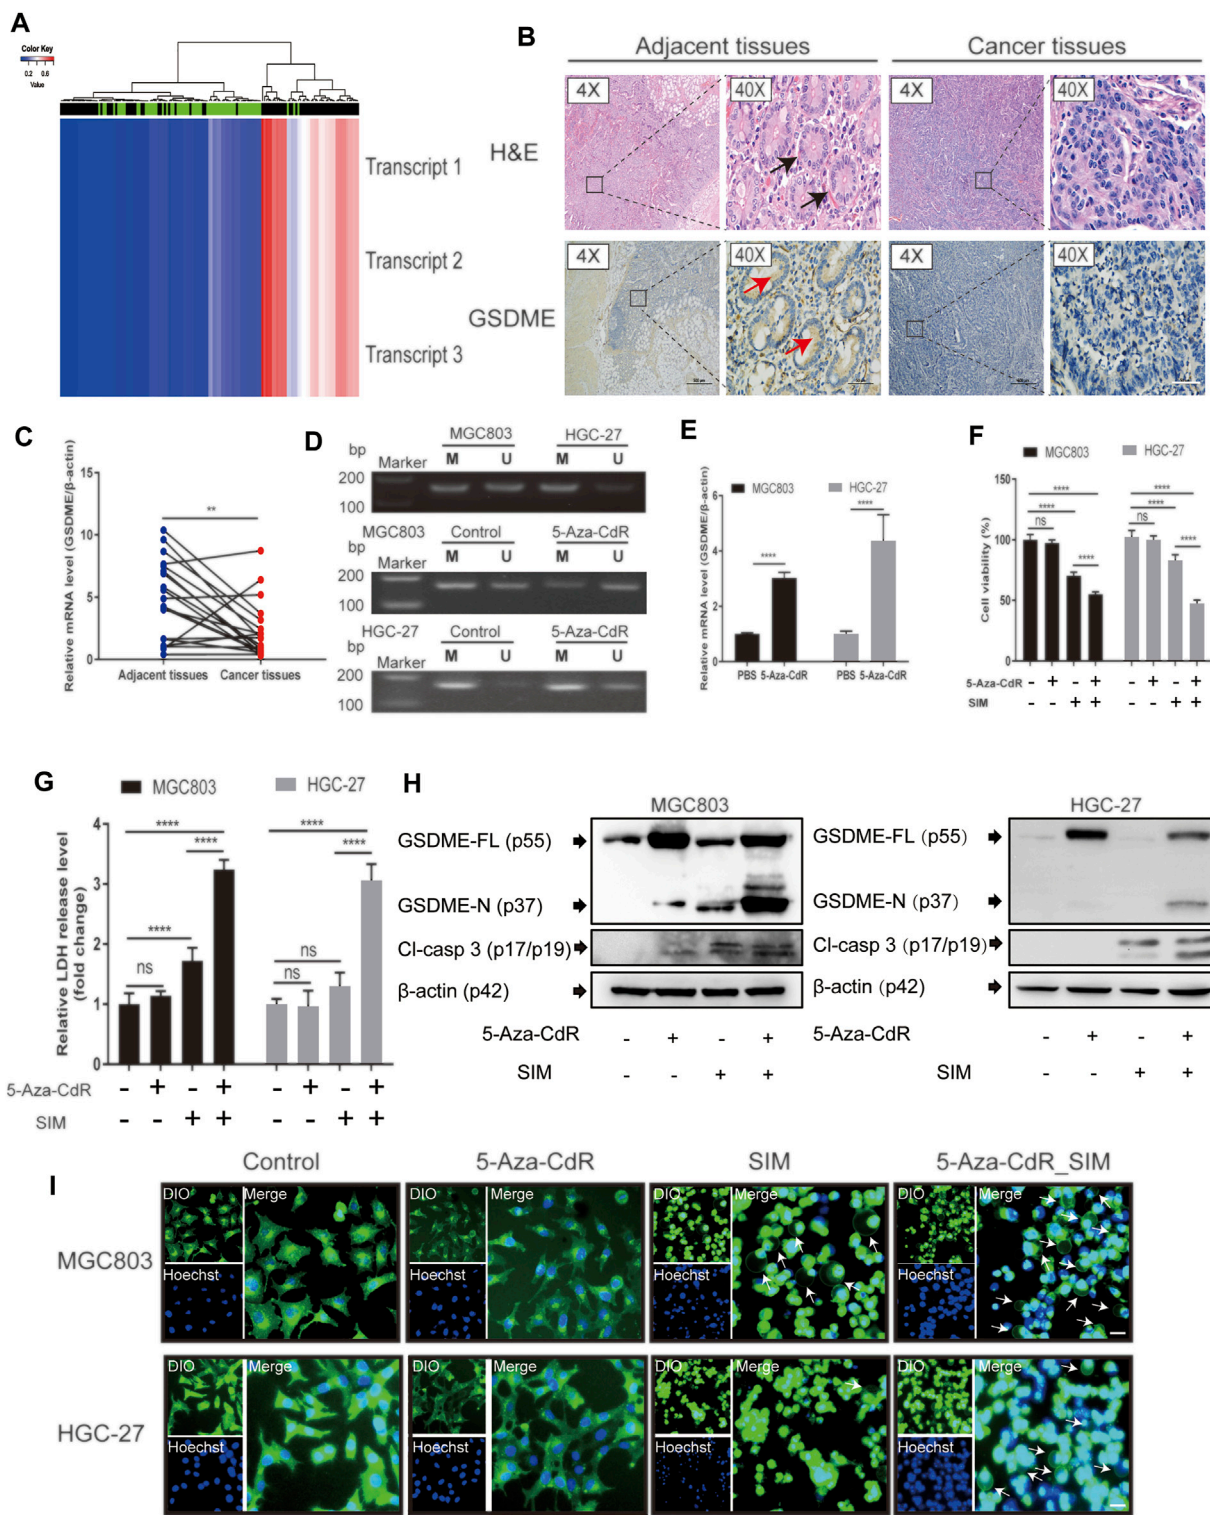 A
Color Key
0.2 0.6
Value
Transcript 1
Transcript 2
Transcript 3
B
Adjacent tissues Cancer tissues
H&E
4X 40X 4X 40X
GSDME
4X 40X 4X 40X
C
Relative mRNA level (GSDME/β-actin)
15
10
5
0
**
Adjacent tissues Cancer tissues
D
MGC803 HGC-27
bp Marker M U M U
200
100
MGC803 Control 5-Aza-CdR
bp Marker M U M U
200
100
HGC-27 Control 5-Aza-CdR
bp Marker M U M U
200
100
E
Relative mRNA level (GSDME/β-actin)
MGC803 HGC-27
6
4
2
0
**** ****
PBS 5-Aza-CdR PBS 5-Aza-CdR
F
MGC803 HGC-27
Cell viability (%)
150
100
50
0
**** ****
**** ****
ns **** ns ****
5-Aza-CdR - + - + - + - +
SIM - - + + - - + +
G
MGC803 HGC-27
Relative LDH release level
(fold change)
4
3
2
1
0
**** ****
**** ****
**** ns
ns ns
5-Aza-CdR - + - + - + - +
SIM - - + + - - + +
H
MGC803 HGC-27
GSDME-FL (p55) GSDME-FL (p55)
GSDME-N (p37) GSDME-N (p37)
Cl-casp 3 (p17/p19) Cl-casp 3 (p17/p19)
β-actin (p42) β-actin (p42)
5-Aza-CdR - + - + 5-Aza-CdR - + - +
SIM - - + + SIM - - + +
I
Control 5-Aza-CdR SIM 5-Aza-CdR_SIM
MGC803
DIO Merge DIO Merge DIO Merge DIO Merge
Hoechst Hoechst Hoechst Hoechst
HGC-27
DIO Merge DIO Merge DIO Merge DIO Merge
Hoechst Hoechst Hoechst Hoechst